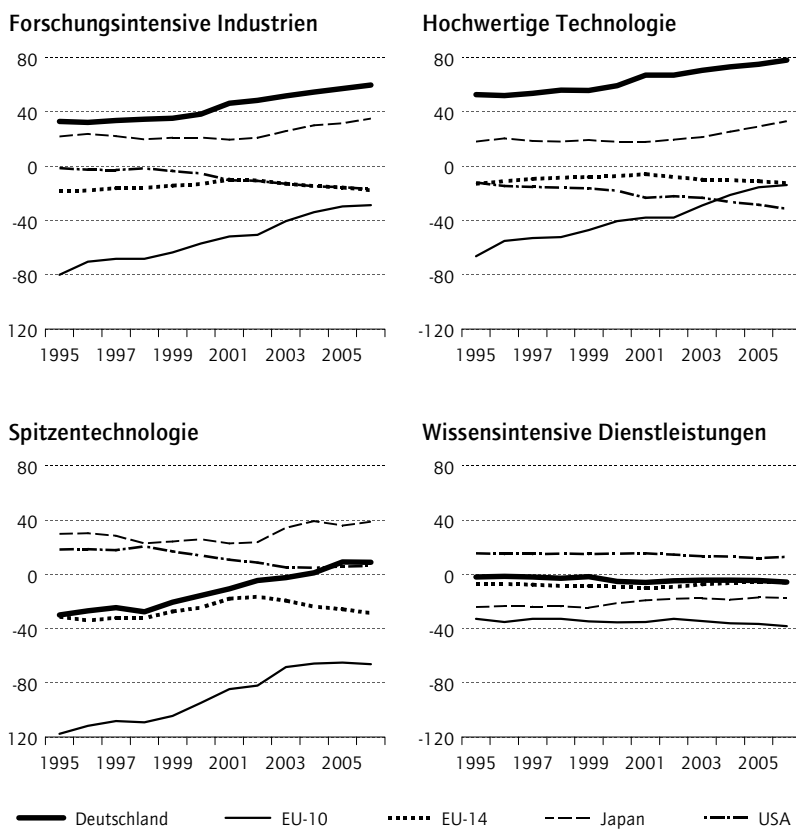 Forschungsintensive Industrien
80
40
0
-40
-80
120
1995 1997 1999 2001 2003 2005
Hochwertige Technologie
80
40
0
-40
-80
-120
1995 1997 1999 2001 2003 2005
Spitzentechnologie
80
40
0
-40
-80
120
1995 1997 1999 2001 2003 2005
Wissensintensive Dienstleistungen
80
40
0
-40
-80
-120
1995 1997 1999 2001 2003 2005
Deutschland EU-10 EU-14 Japan USA